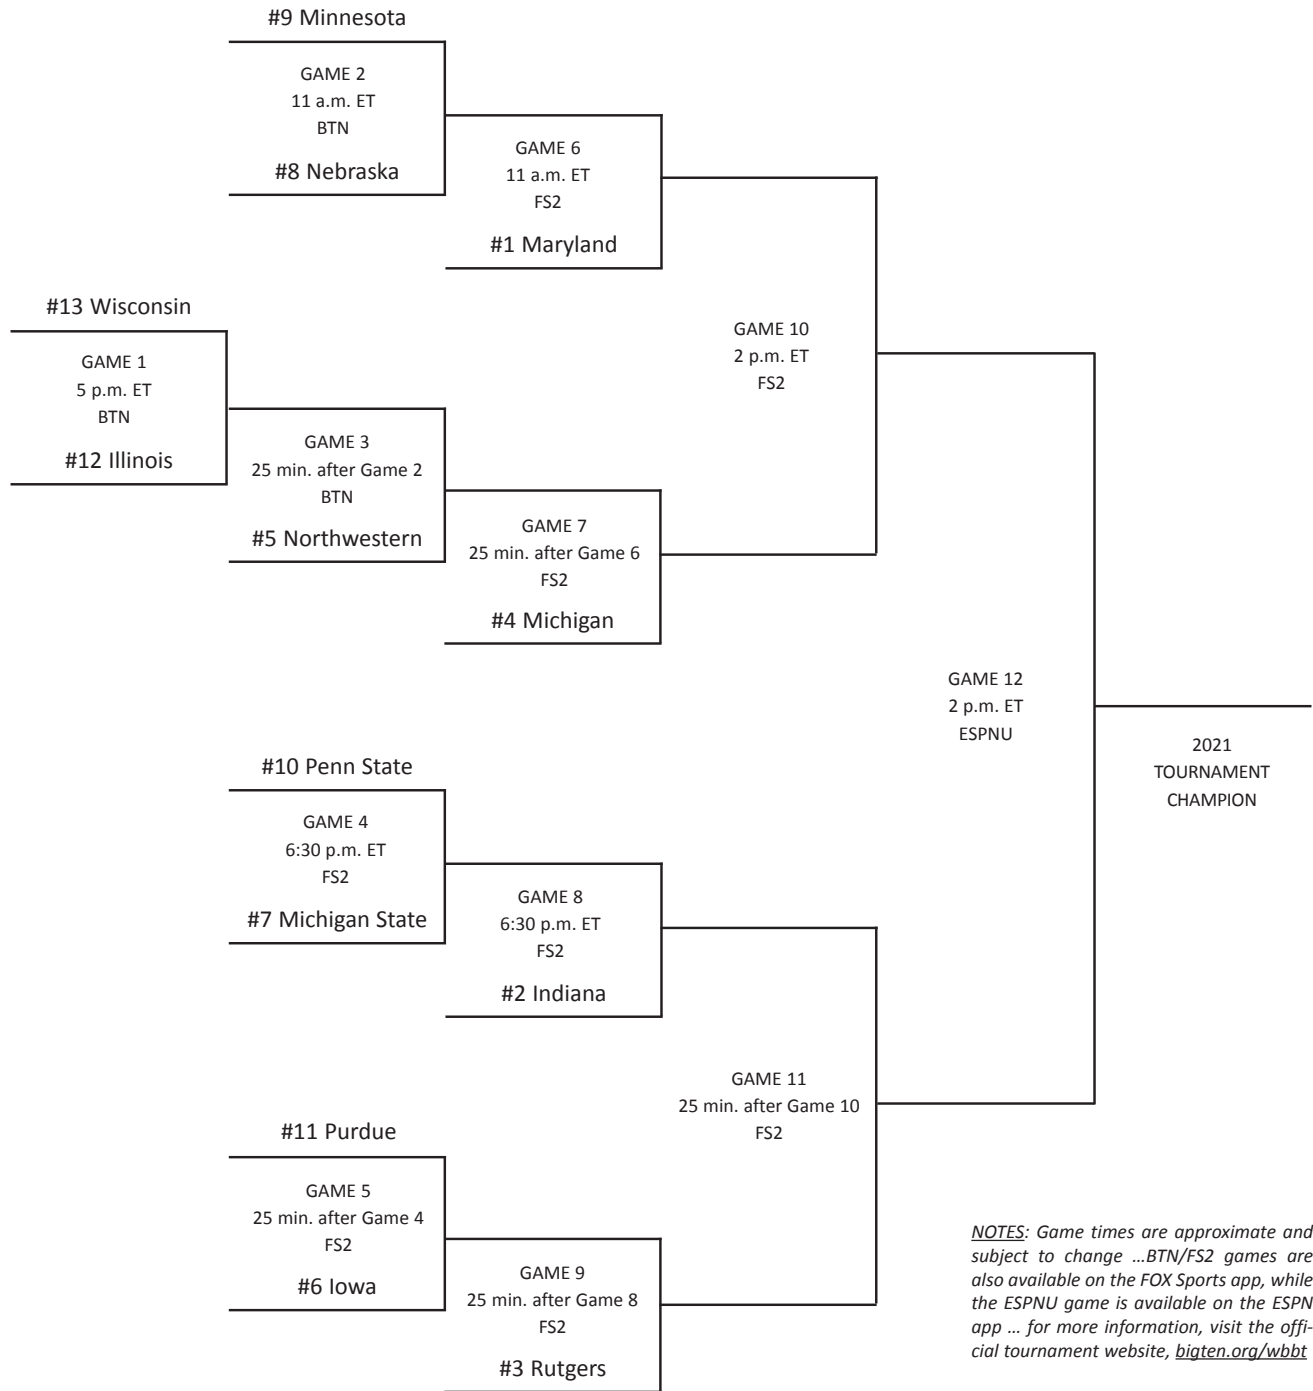 #9 Minnesota
GAME 2
11 a.m. ET
BTN
#8 Nebraska
GAME 6
11 a.m. ET
FS2
#1 Maryland
#13 Wisconsin
GAME 1
5 p.m. ET
BTN
#12 Illinois
GAME 3
25 min. after Game 2
BTN
#5 Northwestern
GAME 7
25 min. after Game 6
FS2
#4 Michigan
GAME 10
2 p.m. ET
FS2
#10 Penn State
GAME 4
6:30 p.m. ET
FS2
#7 Michigan State
GAME 8
6:30 p.m. ET
FS2
#2 Indiana
#11 Purdue
GAME 5
25 min. after Game 4
FS2
#6 Iowa
GAME 9
25 min. after Game 8
FS2
#3 Rutgers
GAME 11
25 min. after Game 10
FS2
GAME 12
2 p.m. ET
ESPNU
2021
TOURNAMENT
CHAMPION
NOTES: Game times are approximate and
subject to change ...BTN/FS2 games are
also available on the FOX Sports app, while
the ESPNU game is available on the ESPN
app ... for more information, visit the offi-
cial tournament website, bigten.org/wbbt